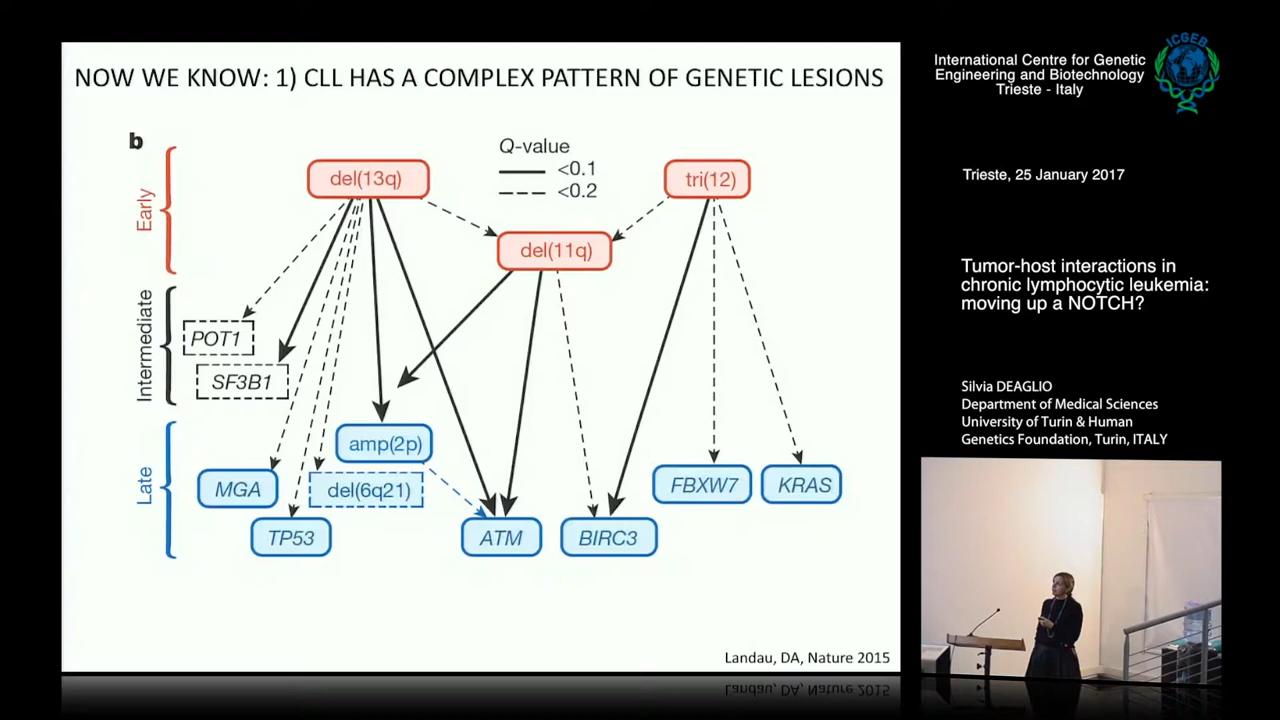 NOW WE KNOW: 1) CLL HAS A COMPLEX PATTERN OF GENETIC LESIONS
b
Q-value
<0.1
<0.2
Early
del(13q)
tri(12)
del(11q)
Intermediate
POT1
SF3B1
Late
amp(2p)
MGA
del(6q21)
FBXW7
KRAS
TP53
ATM
BIRC3
Landau, DA, Nature 2015
ICGEB
International Centre for Genetic
Engineering and Biotechnology
Trieste - Italy
Trieste, 25 January 2017
Tumor-host interactions in
chronic lymphocytic leukemia:
moving up a NOTCH?
Silvia DEAGLIO
Department of Medical Sciences
University of Turin & Human
Genetics Foundation, Turin, ITALY